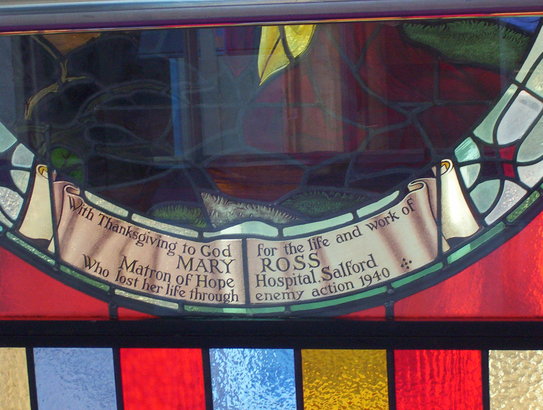 With Thanksgiving to God for the life and work of
MARY ROSS
Matron of Hope Hospital, Salford
Who lost her life through enemy action 1940